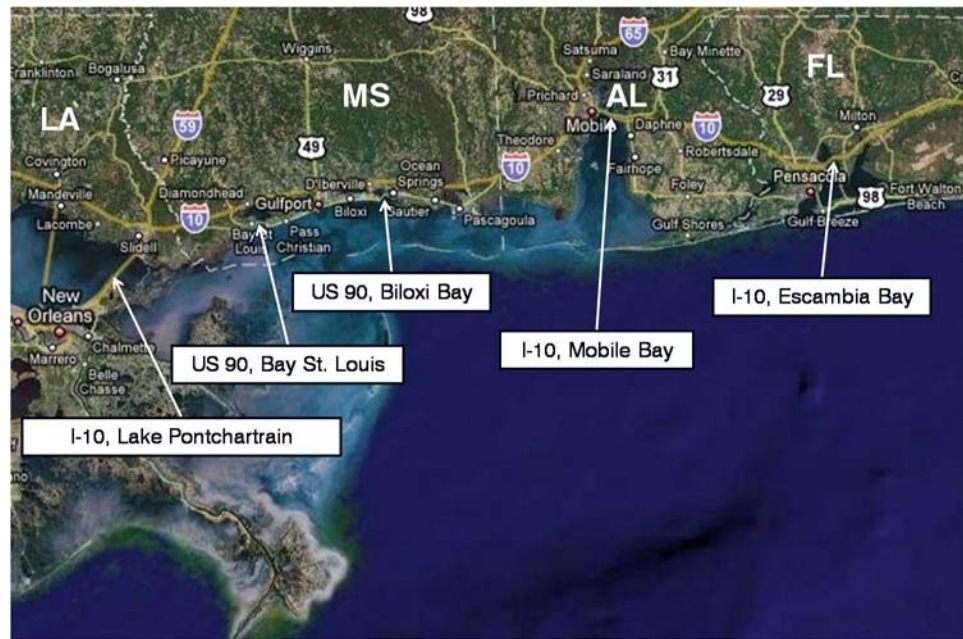 98
65
Wiggins
Satsuma
Bay Minette
FL
Franklinton
Bogalusa
Saraland
31
MS
Prichard
AL
29
LA
59
Mobile
Milton
49
Theodore
Daphne
10
Covington
Picayune
Ocean
Springs
10
Fairhope
Robertsdale
Mandeville
Diamondhead
D'Iberville
Foley
Pensacola
Fort Walton
Beach
Gulfport
98
Lacombe
10
Biloxi
Gautier
Pascagoula
Gulf Shores
Gulf Breeze
Slidell
Bay St
Louis
Pass
Christian
US 90, Biloxi Bay
I-10, Escambia Bay
New
Orleans
I-10, Mobile Bay
Marrero
Chalmette
US 90, Bay St. Louis
Belle
Chasse
I-10, Lake Pontchartrain